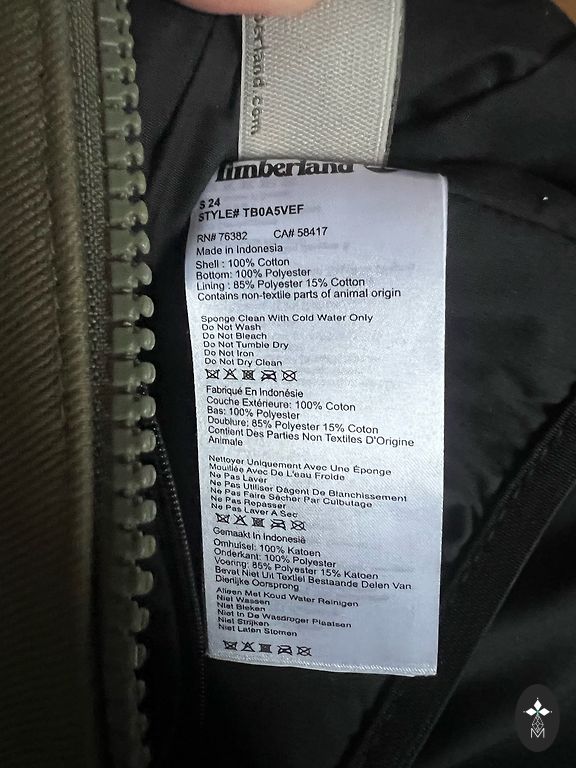 berland.com
Timberland
S 24
STYLE# TB0A5VEF
RN# 76382 CA# 58417
Made in Indonesia
Shell : 100% Cotton
Bottom: 100% Polyester
Lining : 85% Polyester 15% Cotton
Contains non-textile parts of animal origin
Sponge Clean With Cold Water Only
Do Not Wash
Do Not Bleach
Do Not Tumble Dry
Do Not Iron
Do Not Dry Clean
Fabriqué En Indonésie
Couche Extérieure: 100% Coton
Bas: 100% Polyester
Doublure: 85% Polyester 15% Coton
Contient Des Parties Non Textiles D'Origine
Animale
Nettoyer Uniquement Avec Une Éponge
Mouillée Avec De L'eau Froide
Ne Pas Laver
Ne Pas Utiliser Dágent De Blanchissement
Ne Pas Faire Sècher Par Culbutage
Ne Pas Repasser
Ne Pas Laver A Sec
Gemaakt In Indonesië
Omhulsel: 100% Katoen
Onderkant: 100% Polyester
Voering: 85% Polyester 15% Katoen
Bevat Niet Uit Textiel Bestaande Delen Van
Dierlijke Oorsprong
Alleen Met Koud Water Reinigen
Niet Wassen
Niet Bleken
Niet In De Wasdroger Plaatsen
Niet Strijken
Niet Laten Stomen
M